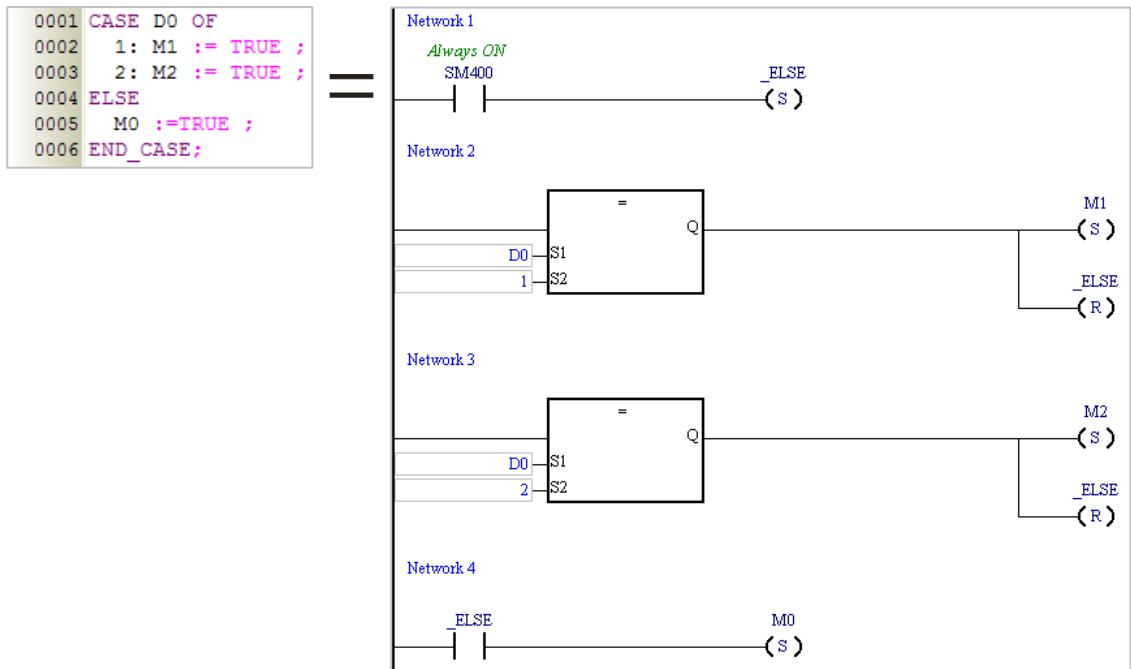 0001 CASE D0 OF
0002 1: M1 := TRUE ;
0003 2: M2 := TRUE ;
0004 ELSE
0005 M0 :=TRUE ;
0006 END_CASE;
=
Network 1
Always ON
SM400 _ELSE
( S )
Network 2
=
Q
M1
( S )
D0 S1
1 S2
_ELSE
( R )
Network 3
=
Q
M2
( S )
D0 S1
2 S2
_ELSE
( R )
Network 4
_ELSE M0
( S )